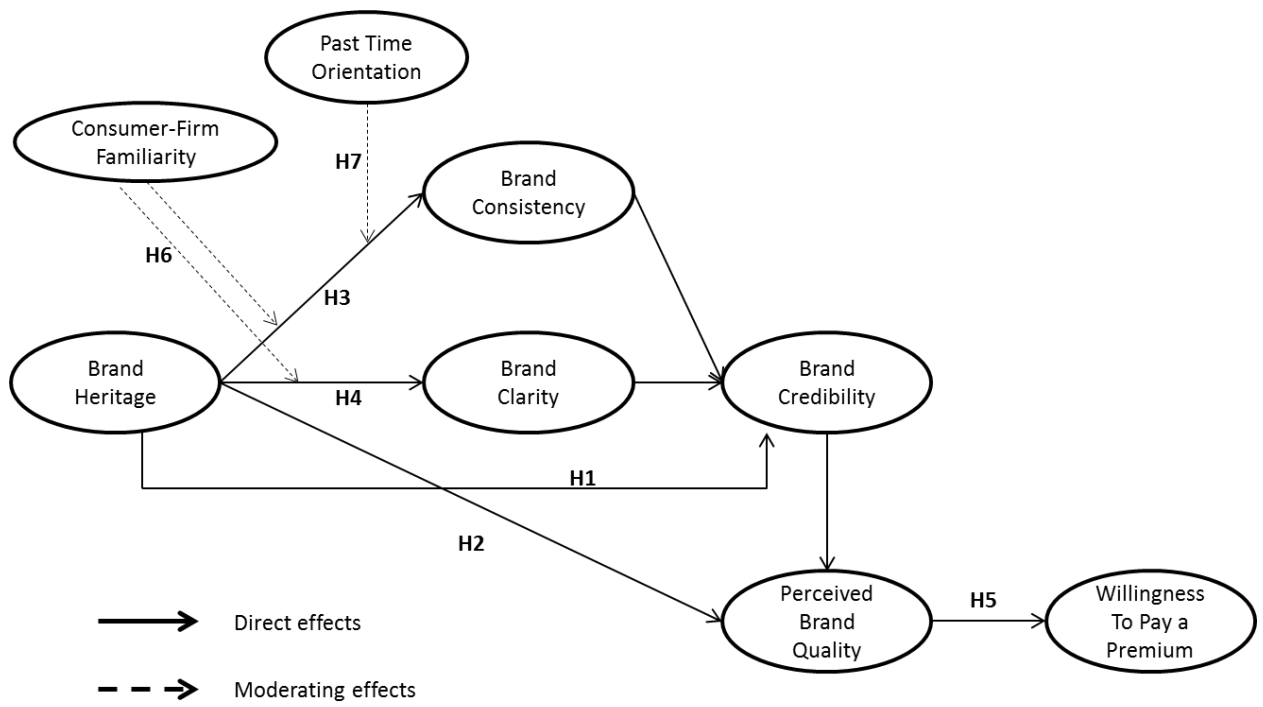 Past Time
Orientation
Consumer-Firm
Familiarity
H7
Brand
Consistency
H6
H3
Brand
Heritage
H4
Brand
Clarity
Brand
Credibility
H1
H2
Perceived
Brand
Quality
H5
Willingness
To Pay a
Premium
Direct effects
Moderating effects